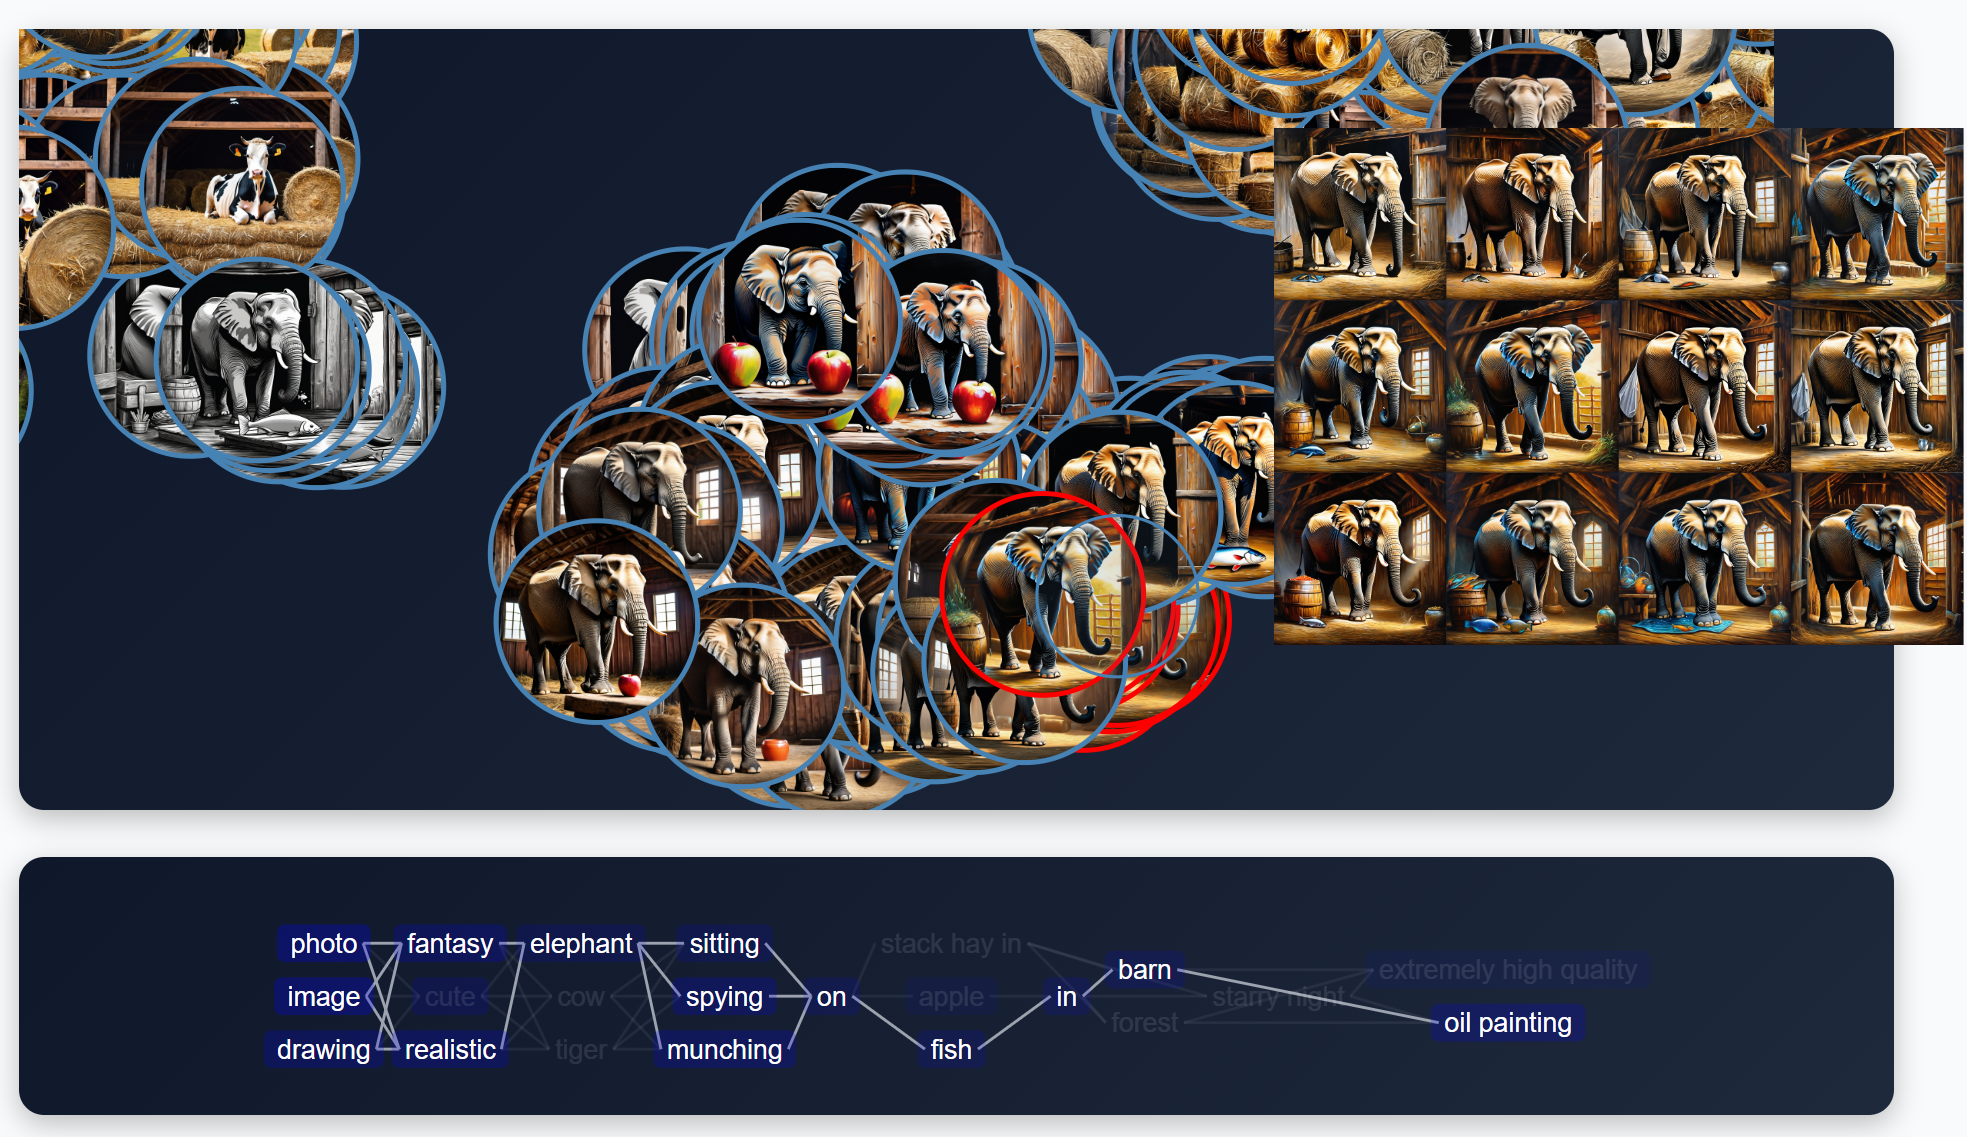 photo fantasy elephant sitting stack hay in barn extremely high quality
image cute cow spying on apple in starry night
drawing realistic tiger munching fish forest oil painting